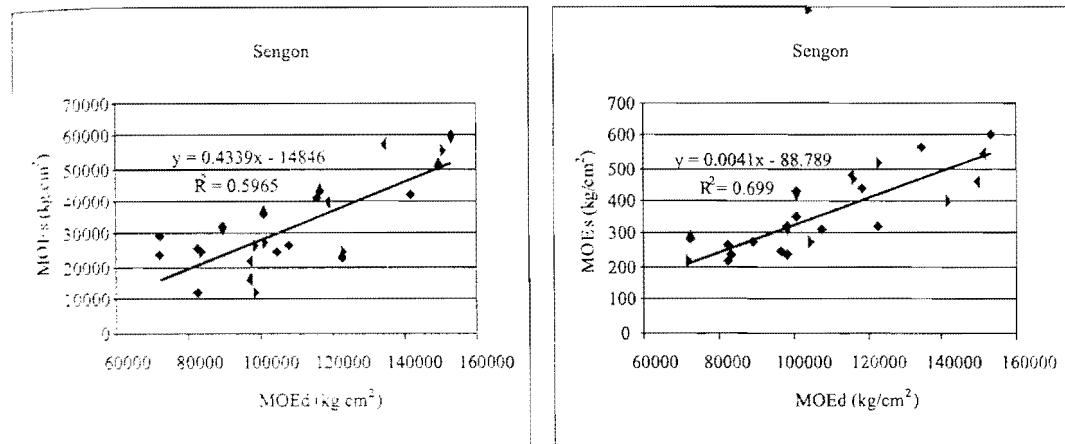 Sengon
70000
60000
50000
40000
30000
20000
10000
0
MOEs (kg/cm²)
y = 0.4339x - 14846
R² = 0.5965
60000 80000 100000 120000 140000 160000
MOEd (kg/cm²)
Sengon
700
600
500
400
300
200
100
0
MOEs (kg/cm²)
y = 0.0041x - 88.789
R² = 0.699
60000 80000 100000 120000 140000 160000
MOEd (kg/cm²)